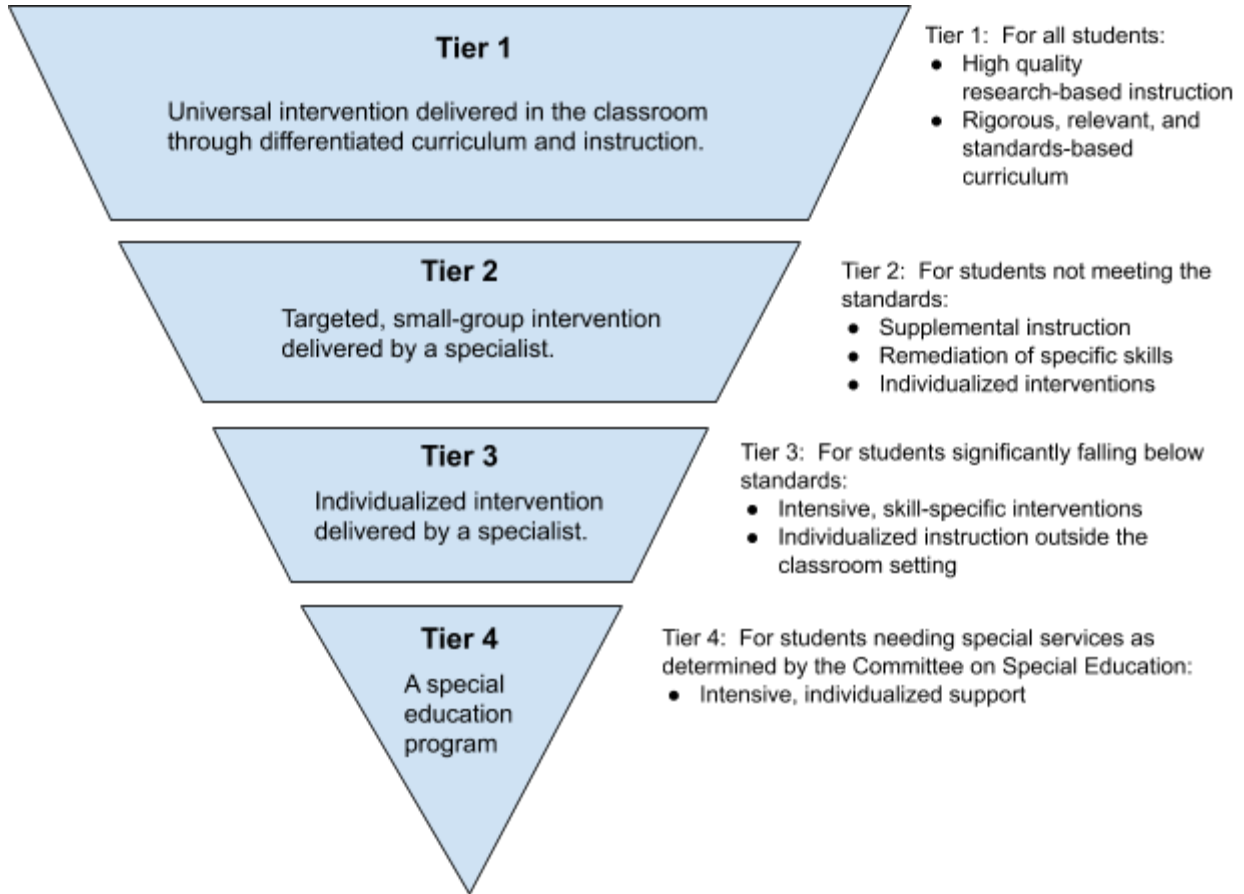 Tier 1
Universal intervention delivered in the classroom
through differentiated curriculum and instruction.
Tier 1:  For all students:
● High quality
research-based instruction
● Rigorous, relevant, and
standards-based
curriculum
Tier 2
Targeted, small-group intervention
delivered by a specialist.
Tier 2:  For students not meeting the
standards:
● Supplemental instruction
● Remediation of specific skills
● Individualized interventions
Tier 3
Individualized intervention
delivered by a specialist.
Tier 3:  For students significantly falling below
standards:
● Intensive, skill-specific interventions
● Individualized instruction outside the
classroom setting
Tier 4
A special
education
program
Tier 4:  For students needing special services as
determined by the Committee on Special Education:
● Intensive, individualized support